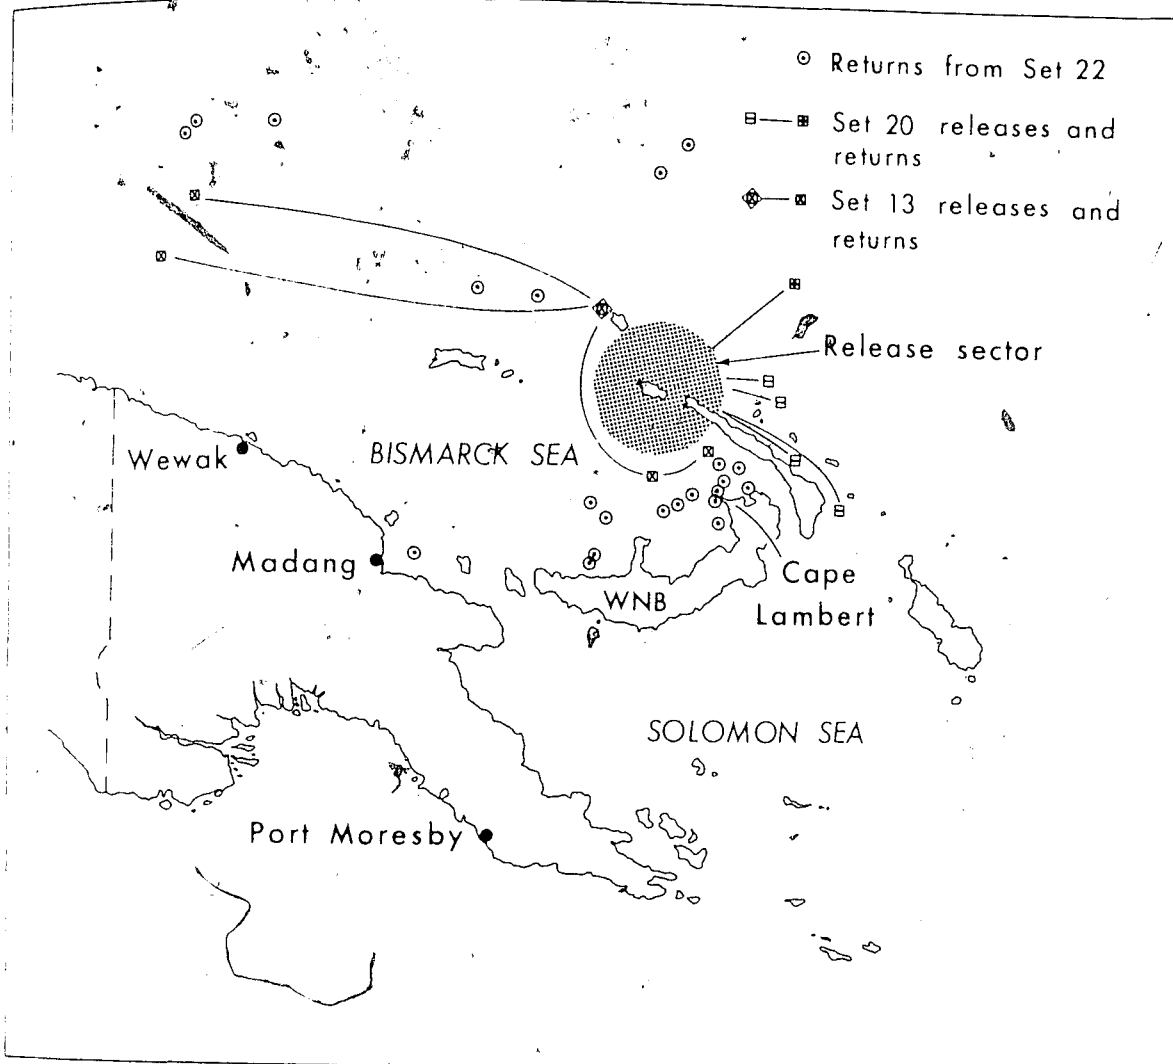 Returns from Set 22
Set 20 releases and
returns
Set 13 releases and
returns
Release sector
BISMARCK SEA
Wewak
Madang
WNB
Cape
Lambert
SOLOMON SEA
Port Moresby